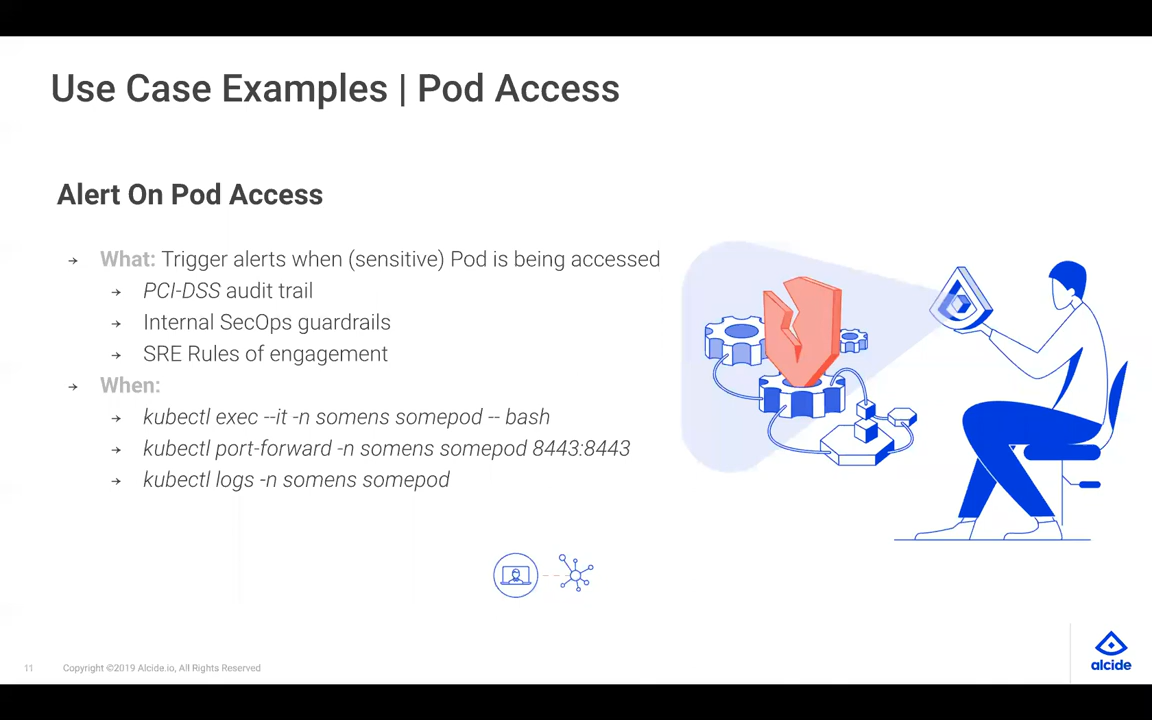 Use Case Examples | Pod Access
Alert On Pod Access
→ What: Trigger alerts when (sensitive) Pod is being accessed
→ PCI-DSS audit trail
→ Internal SecOps guardrails
→ SRE Rules of engagement
→ When:
→ kubectl exec --it -n somens somepod -- bash
→ kubectl port-forward -n somens somepod 8443:8443
→ kubectl logs -n somens somepod
11 Copyright ©2019 Alcide.io, All Rights Reserved
alcide